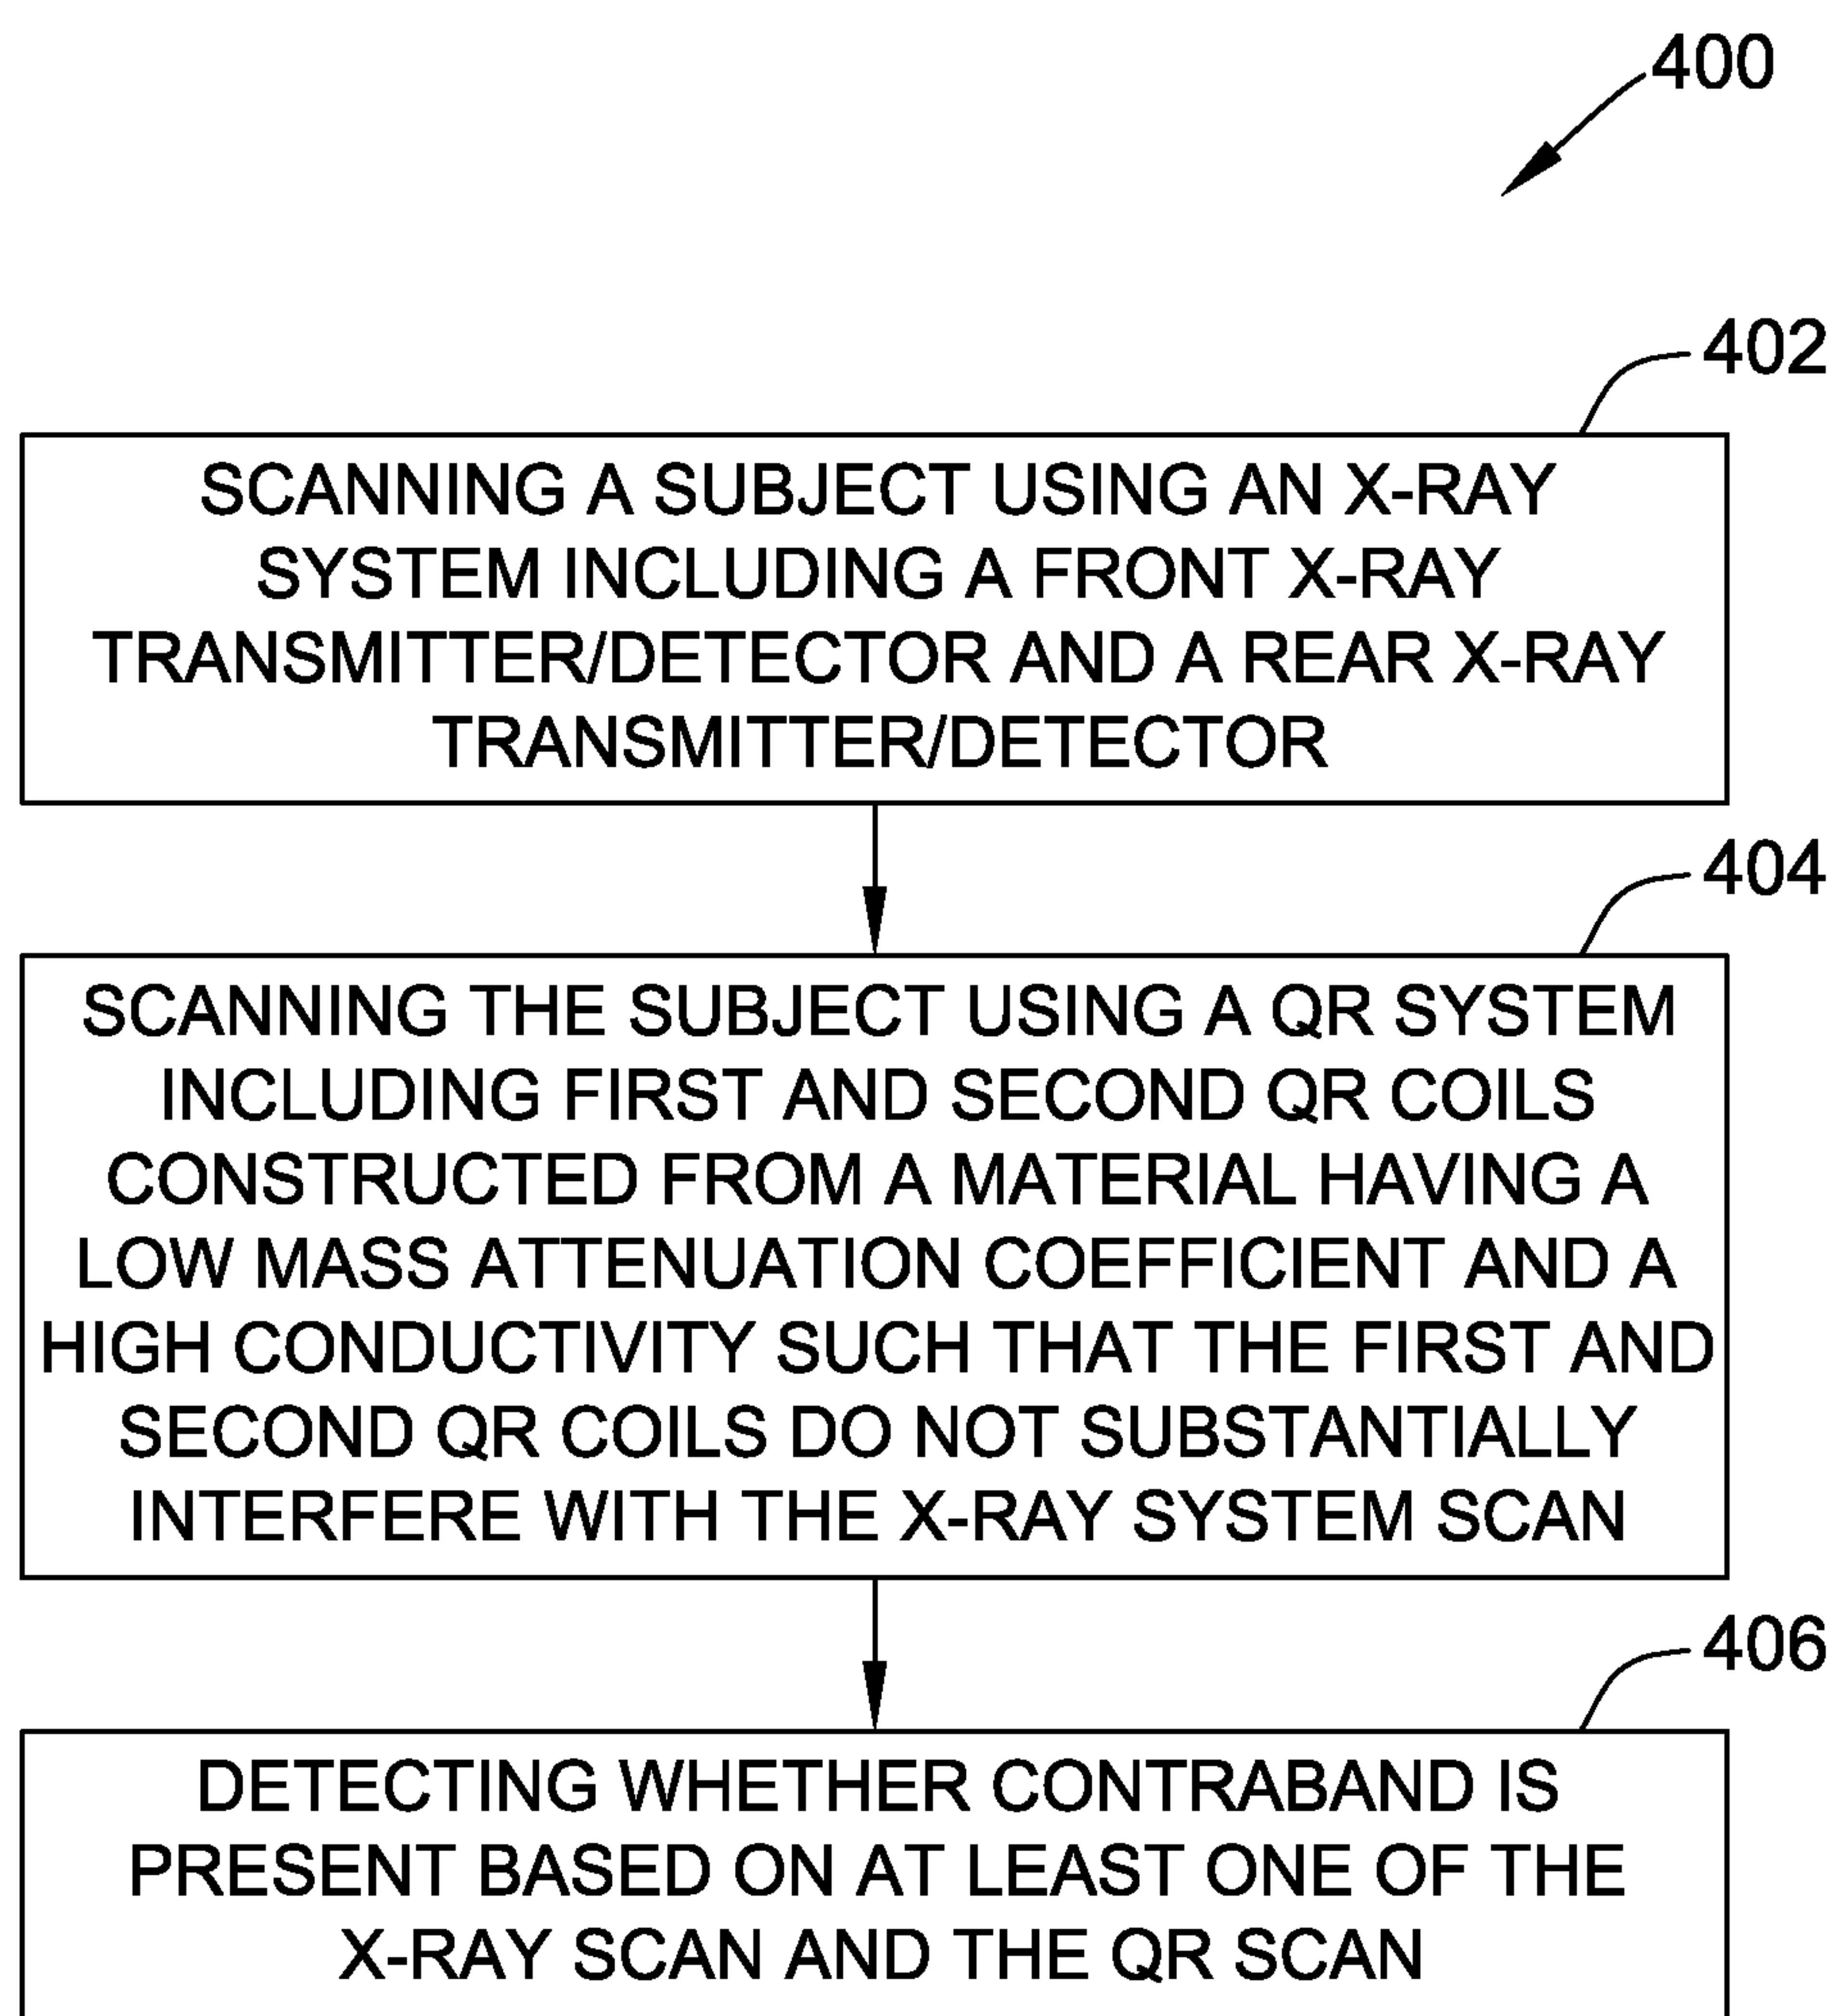 400
402
SCANNING A SUBJECT USING AN X-RAY
SYSTEM INCLUDING A FRONT X-RAY
TRANSMITTER/DETECTOR AND A REAR X-RAY
TRANSMITTER/DETECTOR
404
SCANNING THE SUBJECT USING A QR SYSTEM
INCLUDING FIRST AND SECOND QR COILS
CONSTRUCTED FROM A MATERIAL HAVING A
LOW MASS ATTENUATION COEFFICIENT AND A
HIGH CONDUCTIVITY SUCH THAT THE FIRST AND
SECOND QR COILS DO NOT SUBSTANTIALLY
INTERFERE WITH THE X-RAY SYSTEM SCAN
406
DETECTING WHETHER CONTRABAND IS
PRESENT BASED ON AT LEAST ONE OF THE
X-RAY SCAN AND THE QR SCAN